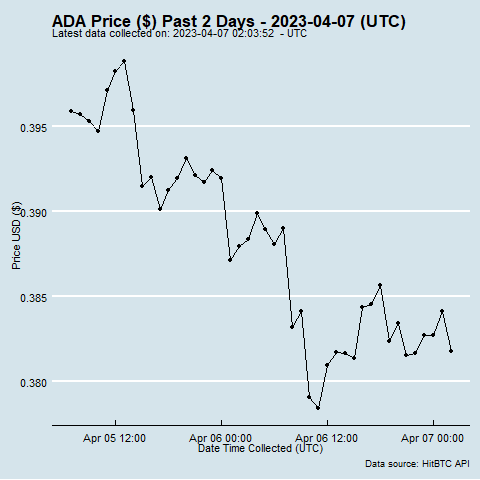 ADA Price ($) Past 2 Days - 2023-04-07 (UTC)
Latest data collected on: 2023-04-07 02:03:52 - UTC
0.395
0.390
0.385
0.380
Price USD ($)
Apr 05 12:00
Apr 06 00:00
Apr 06 12:00
Apr 07 00:00
Date Time Collected (UTC)
Data source: HitBTC API